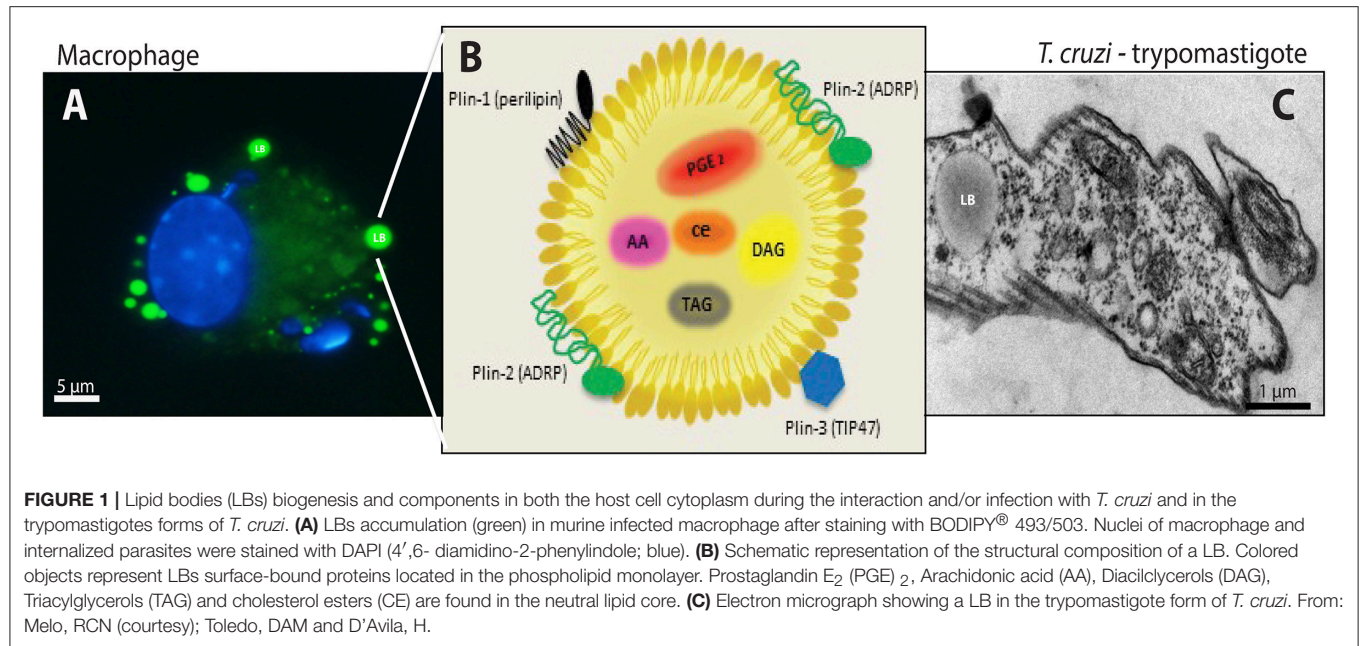 Macrophage
B
T. cruzi - trypomastigote
A
C
Plin-1 (perilipin)
Plin-2 (ADRP)
LB
PGE 2
LB
LB
AA
ce
DAG
TAG
Plin-2 (ADRP)
5 µm
1 µm
Plin-3 (TIP47)
FIGURE 1 | Lipid bodies (LBs) biogenesis and components in both the host cell cytoplasm during the interaction and/or infection with T. cruzi and in the
trypomastigotes forms of T. cruzi. (A) LBs accumulation (green) in murine infected macrophage after staining with BODIPY® 493/503. Nuclei of macrophage and
internalized parasites were stained with DAPI (4′,6- diamidino-2-phenylindole; blue). (B) Schematic representation of the structural composition of a LB. Colored
objects represent LBs surface-bound proteins located in the phospholipid monolayer. Prostaglandin E₂ (PGE) ₂, Arachidonic acid (AA), Diacilclycerols (DAG),
Triacylglycerols (TAG) and cholesterol esters (CE) are found in the neutral lipid core. (C) Electron micrograph showing a LB in the trypomastigote form of T. cruzi. From:
Melo, RCN (courtesy); Toledo, DAM and D'Avila, H.